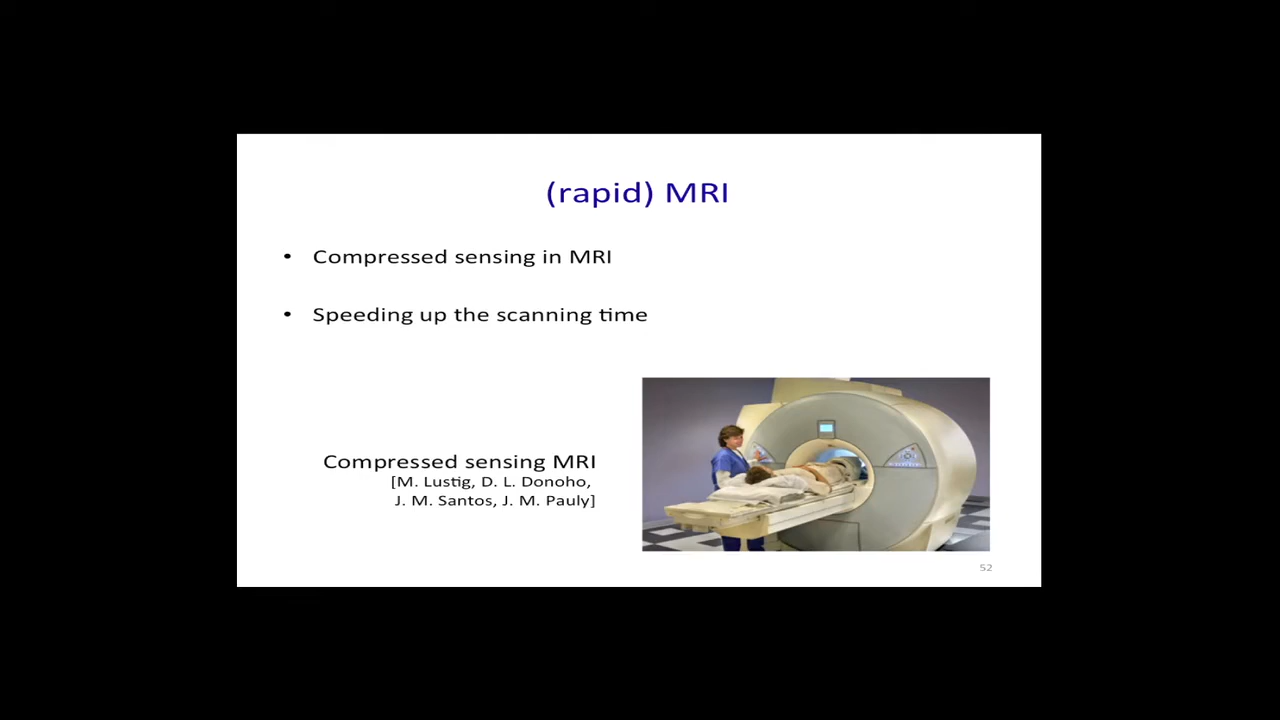 (rapid) MRI
• Compressed sensing in MRI
• Speeding up the scanning time
Compressed sensing MRI
[M. Lustig, D. L. Donoho,
J. M. Santos, J. M. Pauly]
52